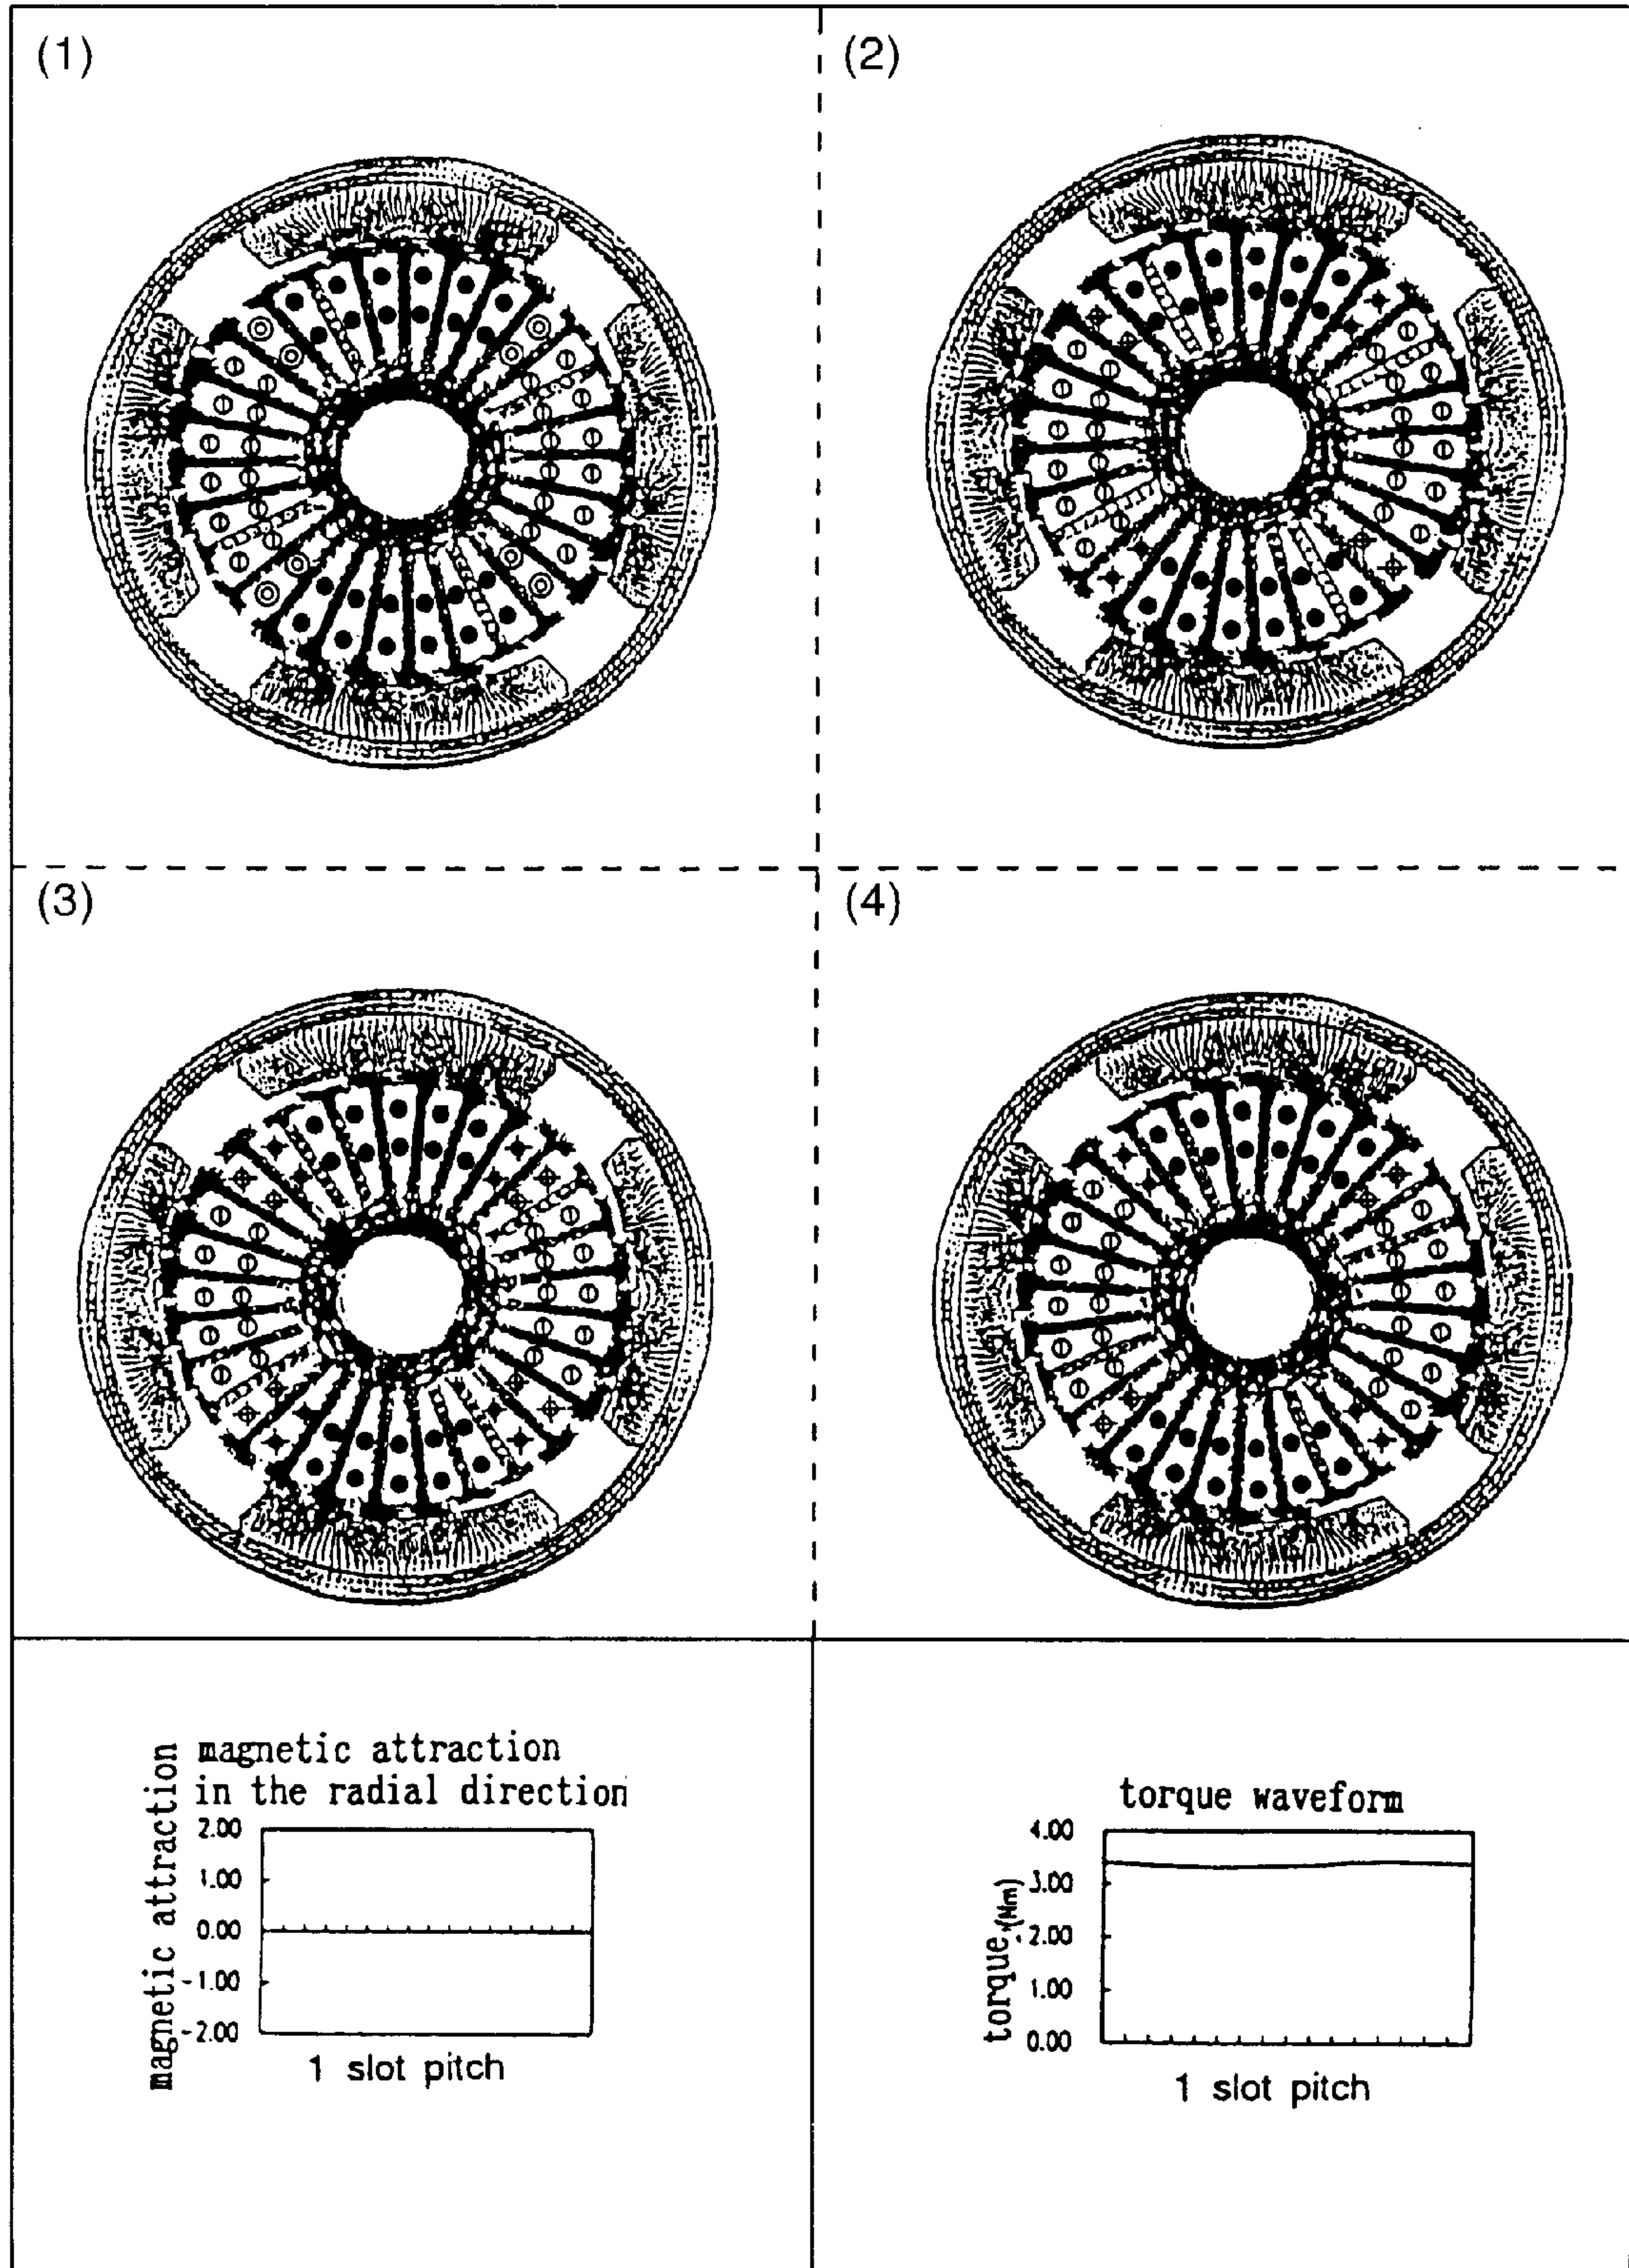 (1)
(2)
(3)
(4)
magnetic attraction
in the radial direction
magnetic attraction
2.00
1.00
0.00
-1.00
-2.00
1 slot pitch
torque waveform
torque (Nm)
4.00
3.00
2.00
1.00
0.00
1 slot pitch